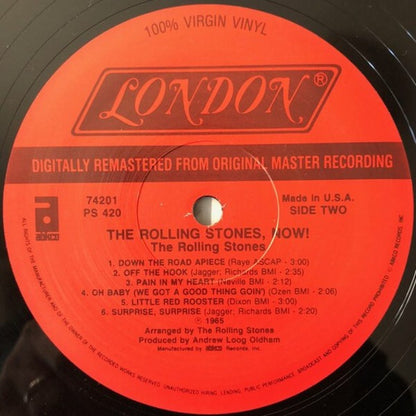 100% VIRGIN VINYL
LONDON®
DIGITALLY REMASTERED FROM ORIGINAL MASTER RECORDING
74201
PS 420
Made in U.S.A.
SIDE TWO
a
abkco
THE ROLLING STONES, NOW!
The Rolling Stones
1. DOWN THE ROAD APIECE (Raye ASCAP - 3:00)
2. OFF THE HOOK (Jagger, Richards BMI - 2:35)
3. PAIN IN MY HEART (Neville BMI - 2:12)
4. OH BABY (WE GOT A GOOD THING GOIN') (Ozen BMI - 2:06)
5. LITTLE RED ROOSTER (Dixon BMI - 3:00)
6. SURPRISE, SURPRISE (Jagger, Richards BMI - 2:20)
℗ 1965
Arranged by The Rolling Stones
Produced by Andrew Loog Oldham
Manufactured by abkco Records, Inc.
ALL RIGHTS OF THE MANUFACTURER AND OF THE OWNER OF THE RECORDED WORKS RESERVED. UNAUTHORIZED HIRING, LENDING, PUBLIC PERFORMANCE, BROADCAST AND COPYING OF THIS RECORD PROHIBITED.